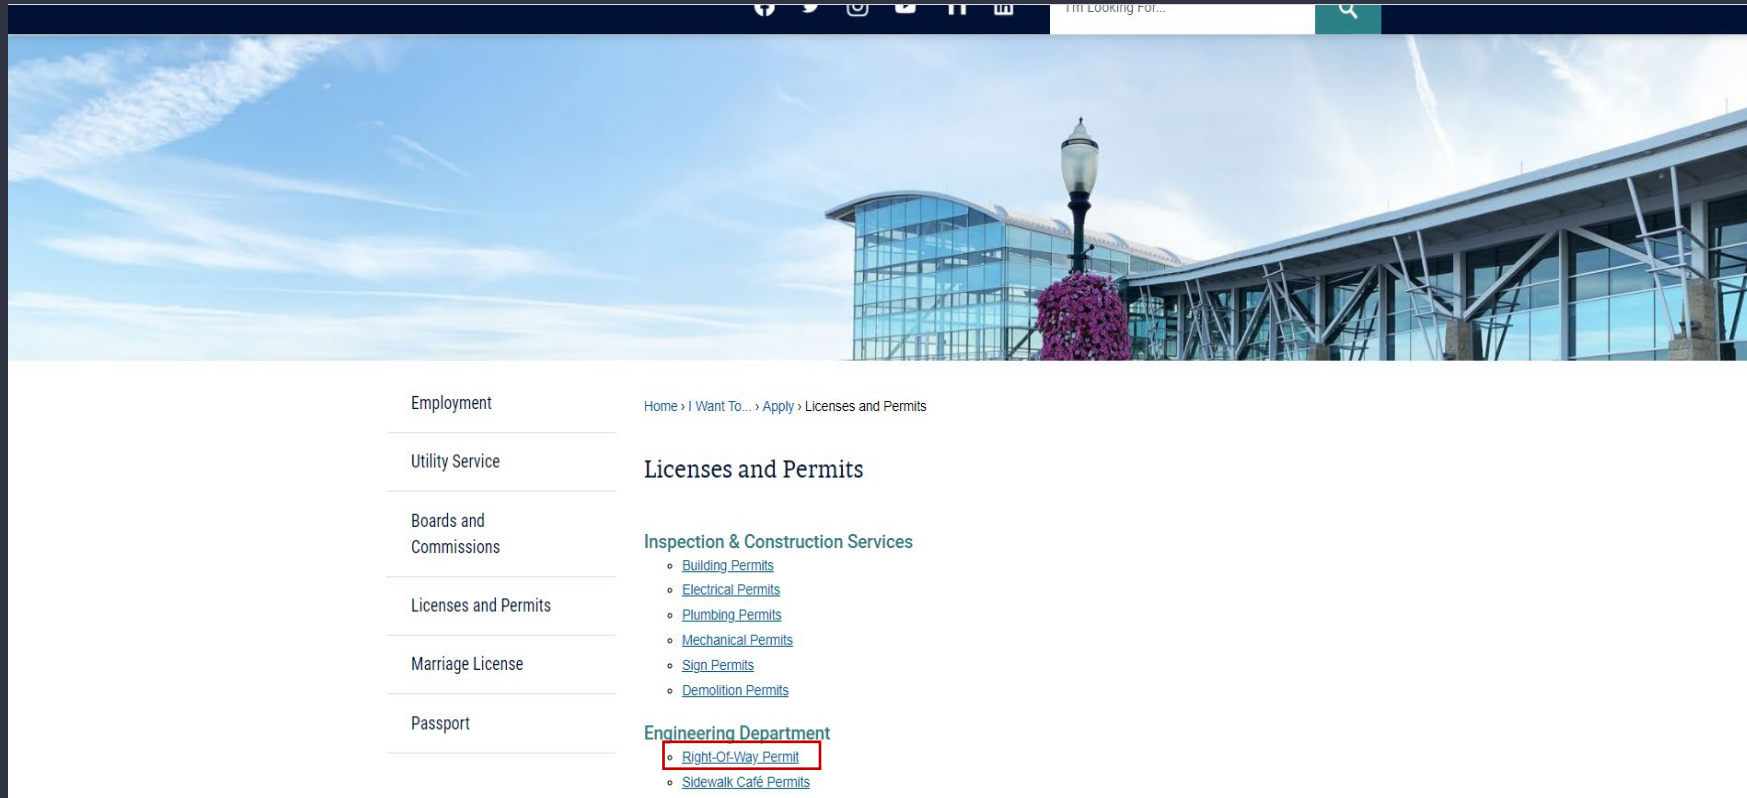 I'm Looking For...
Employment
Utility Service
Boards and
Commissions
Licenses and Permits
Marriage License
Passport
Home › I Want To... › Apply › Licenses and Permits
Licenses and Permits
Inspection & Construction Services
Building Permits
Electrical Permits
Plumbing Permits
Mechanical Permits
Sign Permits
Demolition Permits
Engineering Department
Right-Of-Way Permit
Sidewalk Café Permits